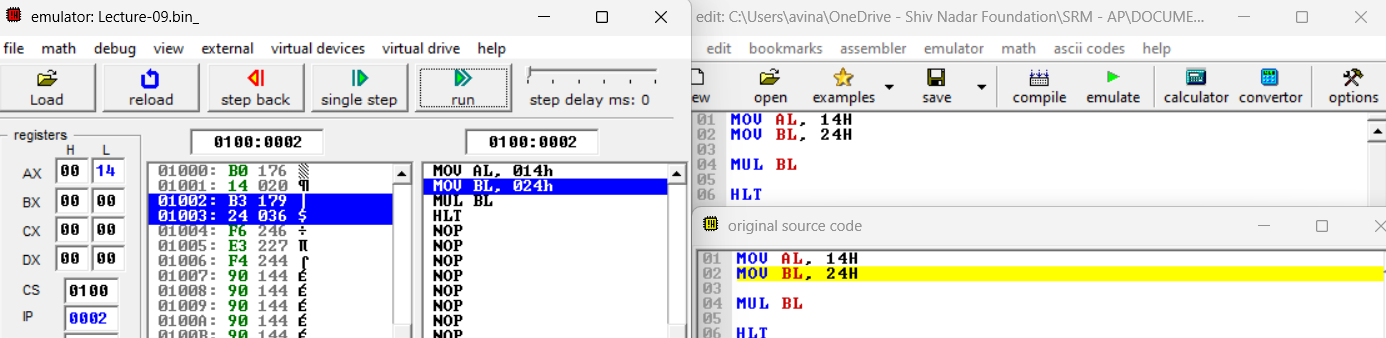 emulator: Lecture-09.bin_
file math debug view external virtual devices virtual drive help
Load reload step back single step run step delay ms: 0
registers
H L
AX 00 14
BX 00 00
CX 00 00
DX 00 00
CS 0100
IP 0002
0100:0002
01000: B0 176 ▒
01001: 14 020 ¶
01002: B3 179 │
01003: 24 036 $
01004: F6 246 ÷
01005: E3 227 π
01006: F4 244 ⌠
01007: 90 144 É
01008: 90 144 É
01009: 90 144 É
0100A: 90 144 É
0100B: 90 144 É
0100:0002
MOV AL, 014h
MOV BL, 024h
MUL BL
HLT
NOP
NOP
NOP
NOP
NOP
NOP
NOP
NOP
edit: C:\Users\avina\OneDrive - Shiv Nadar Foundation\SRM - AP\DOCUME...
edit bookmarks assembler emulator math ascii codes help
ew open examples save compile emulate calculator convertor options
01 MOV AL, 14H
02 MOV BL, 24H
03
04 MUL BL
05
06 HLT
original source code
01 MOV AL, 14H
02 MOV BL, 24H
03
04 MUL BL
05
06 HLT